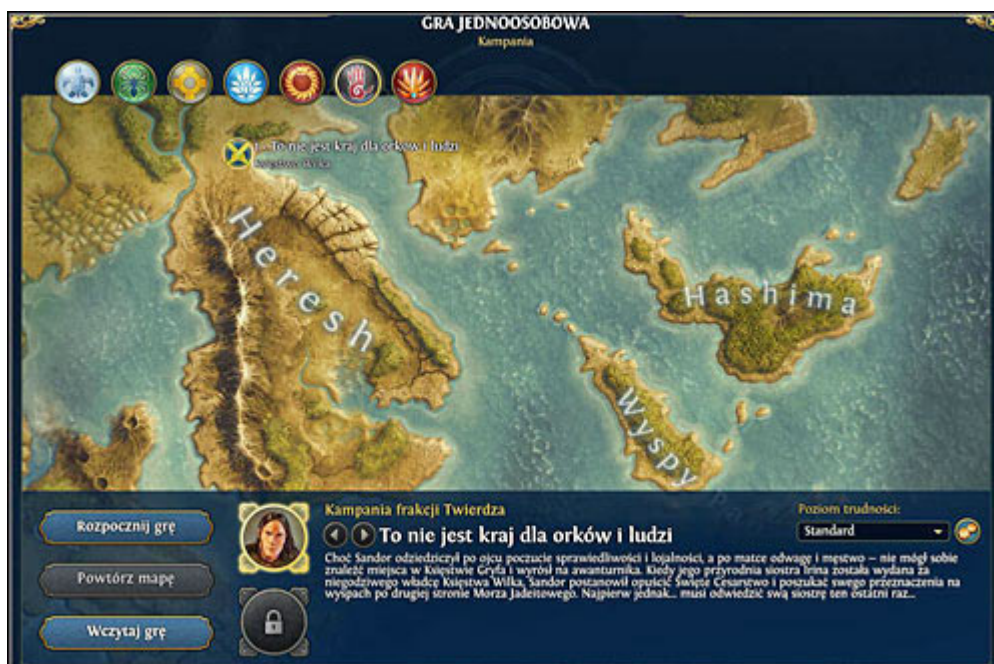 GRA JEDNOOSOBOWA
Kampania
1. To nie jest kraj dla orków i ludzi
Księstwo Wilka
Heresh
Hashima
Wyspy
Kampania frakcji Twierdza
Poziom trudności:
Rozpocznij grę
To nie jest kraj dla orków i ludzi
Standard
Choć Sandor odziedziczył po ojcu poczucie sprawiedliwości i lojalności, a po matce odwagę i męstwo – nie mógł sobie
znaleźć miejsca w Księstwie Gryfa i wyrósł na awanturnika. Kiedy jego przyrodnia siostra Irina została wydana za
niegodziwego władcę Księstwa Wilka, Sandor postanowił opuścić Święte Cesarstwo i poszukać swego przeznaczenia na
wyspach po drugiej stronie Morza Jadeitowego. Najpierw jednak... musi odwiedzić swą siostrę ten ostatni raz...
Powtórz mapę
Wczytaj grę